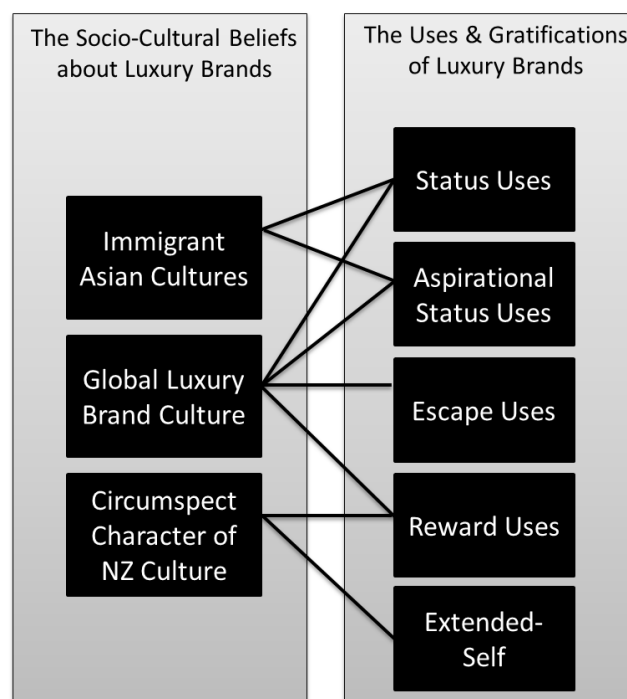 The Socio-Cultural Beliefs
about Luxury Brands
Immigrant
Asian Cultures
Global Luxury
Brand Culture
Circumspect
Character of
NZ Culture
The Uses & Gratifications
of Luxury Brands
Status Uses
Aspirational
Status Uses
Escape Uses
Reward Uses
Extended-
Self